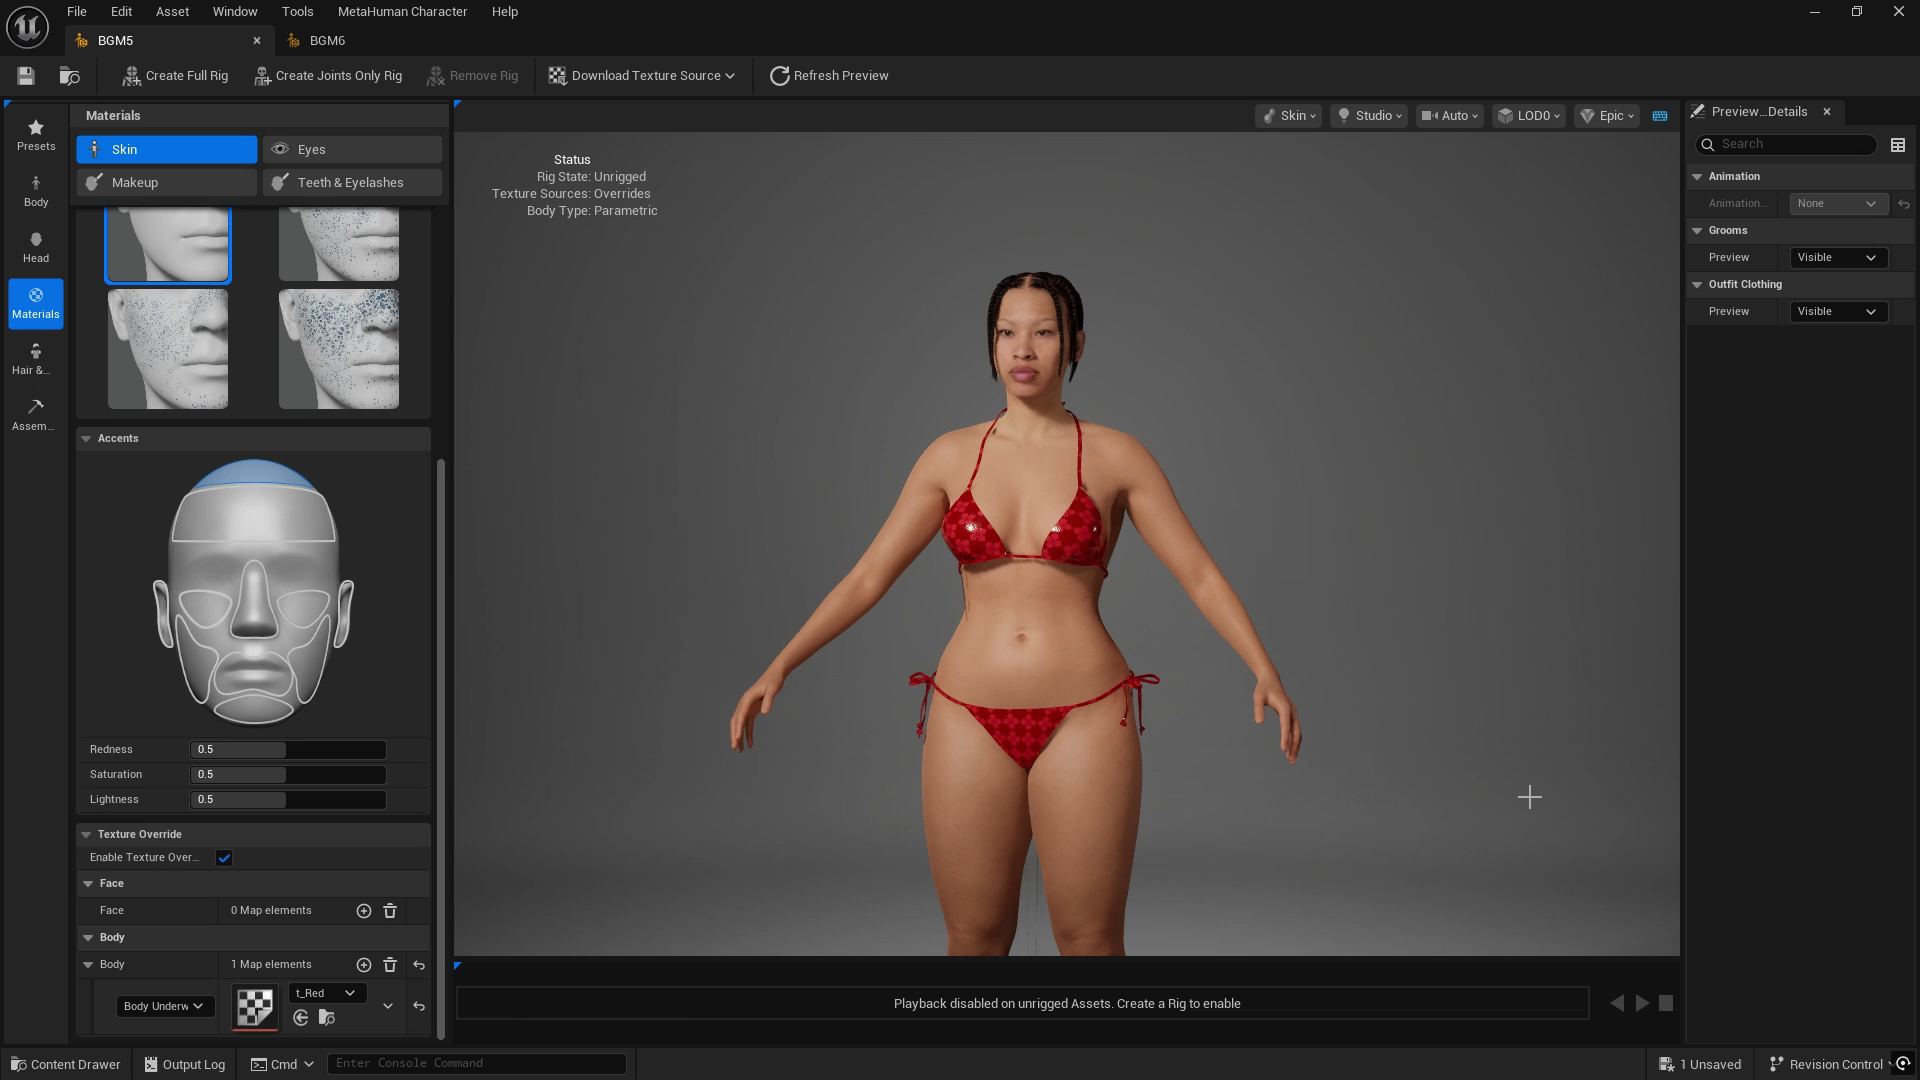 File Edit Asset Window Tools MetaHuman Character Help
BGM5 BGM6
Create Full Rig Create Joints Only Rig Remove Rig Download Texture Source Refresh Preview
Presets
Body
Head
Materials
Hair &...
Assem...
Materials
Skin Eyes
Makeup Teeth & Eyelashes
Accents
Redness 0.5
Saturation 0.5
Lightness 0.5
Texture Override
Enable Texture Over...
Face
Face 0 Map elements
Body
Body 1 Map elements
Body Underw t_Red
Skin Studio Auto LOD0 Epic
Status
Rig State: Unrigged
Texture Sources: Overrides
Body Type: Parametric
Playback disabled on unrigged Assets. Create a Rig to enable
Preview...Details
Search
Animation
Animation... None
Grooms
Preview Visible
Outfit Clothing
Preview Visible
Content Drawer Output Log Cmd Enter Console Command 1 Unsaved Revision Control